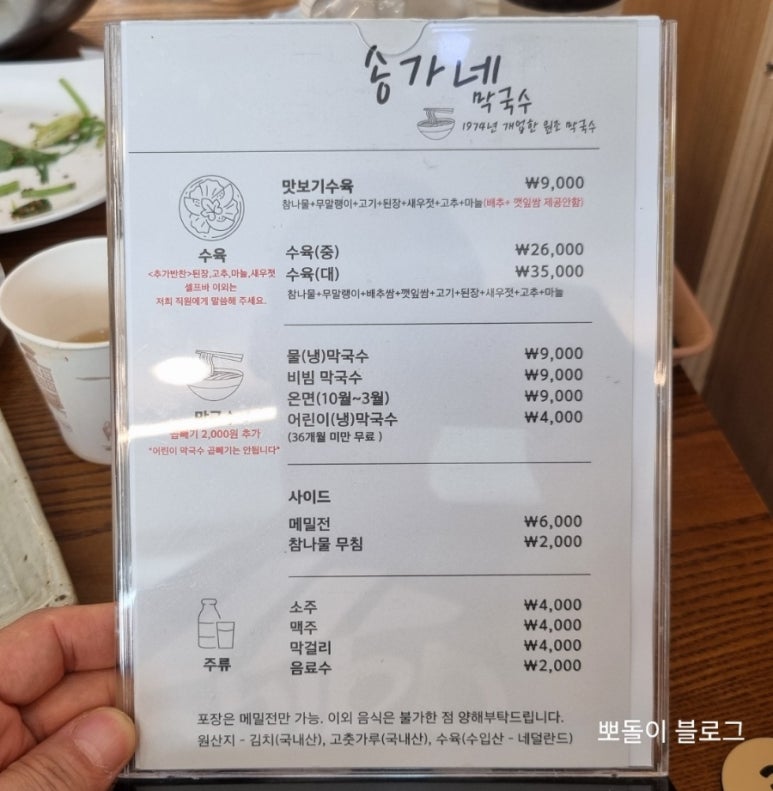 송가네
막국수
1974년 개업한 원조 막국수
맛보기수육 ₩9,000
참나물+무말랭이+고기+된장+새우젓+고추+마늘(배추+ 깻잎쌈 제공안함)
수육
<추가반찬>된장,고추,마늘,새우젓
셀프바 이외는
저희 직원에게 말씀해 주세요.
수육(중) ₩26,000
수육(대) ₩35,000
참나물+무말랭이+배추쌈+깻잎쌈+고기+된장+새우젓+고추+마늘
곱빼기 2,000원 추가
"어린이 막국수 곱빼기는 안됩니다"
물(냉)막국수 ₩9,000
비빔 막국수 ₩9,000
온면(10월~3월) ₩9,000
어린이(냉)막국수 ₩4,000
(36개월 미만 무료 )
사이드
메밀전 ₩6,000
참나물 무침 ₩2,000
주류
소주 ₩4,000
맥주 ₩4,000
막걸리 ₩4,000
음료수 ₩2,000
포장은 메밀전만 가능. 이외 음식은 불가한 점 양해부탁드립니다.
원산지 - 김치(국내산), 고춧가루(국내산), 수육(수입산 - 네덜란드)
뽀돌이 블로그